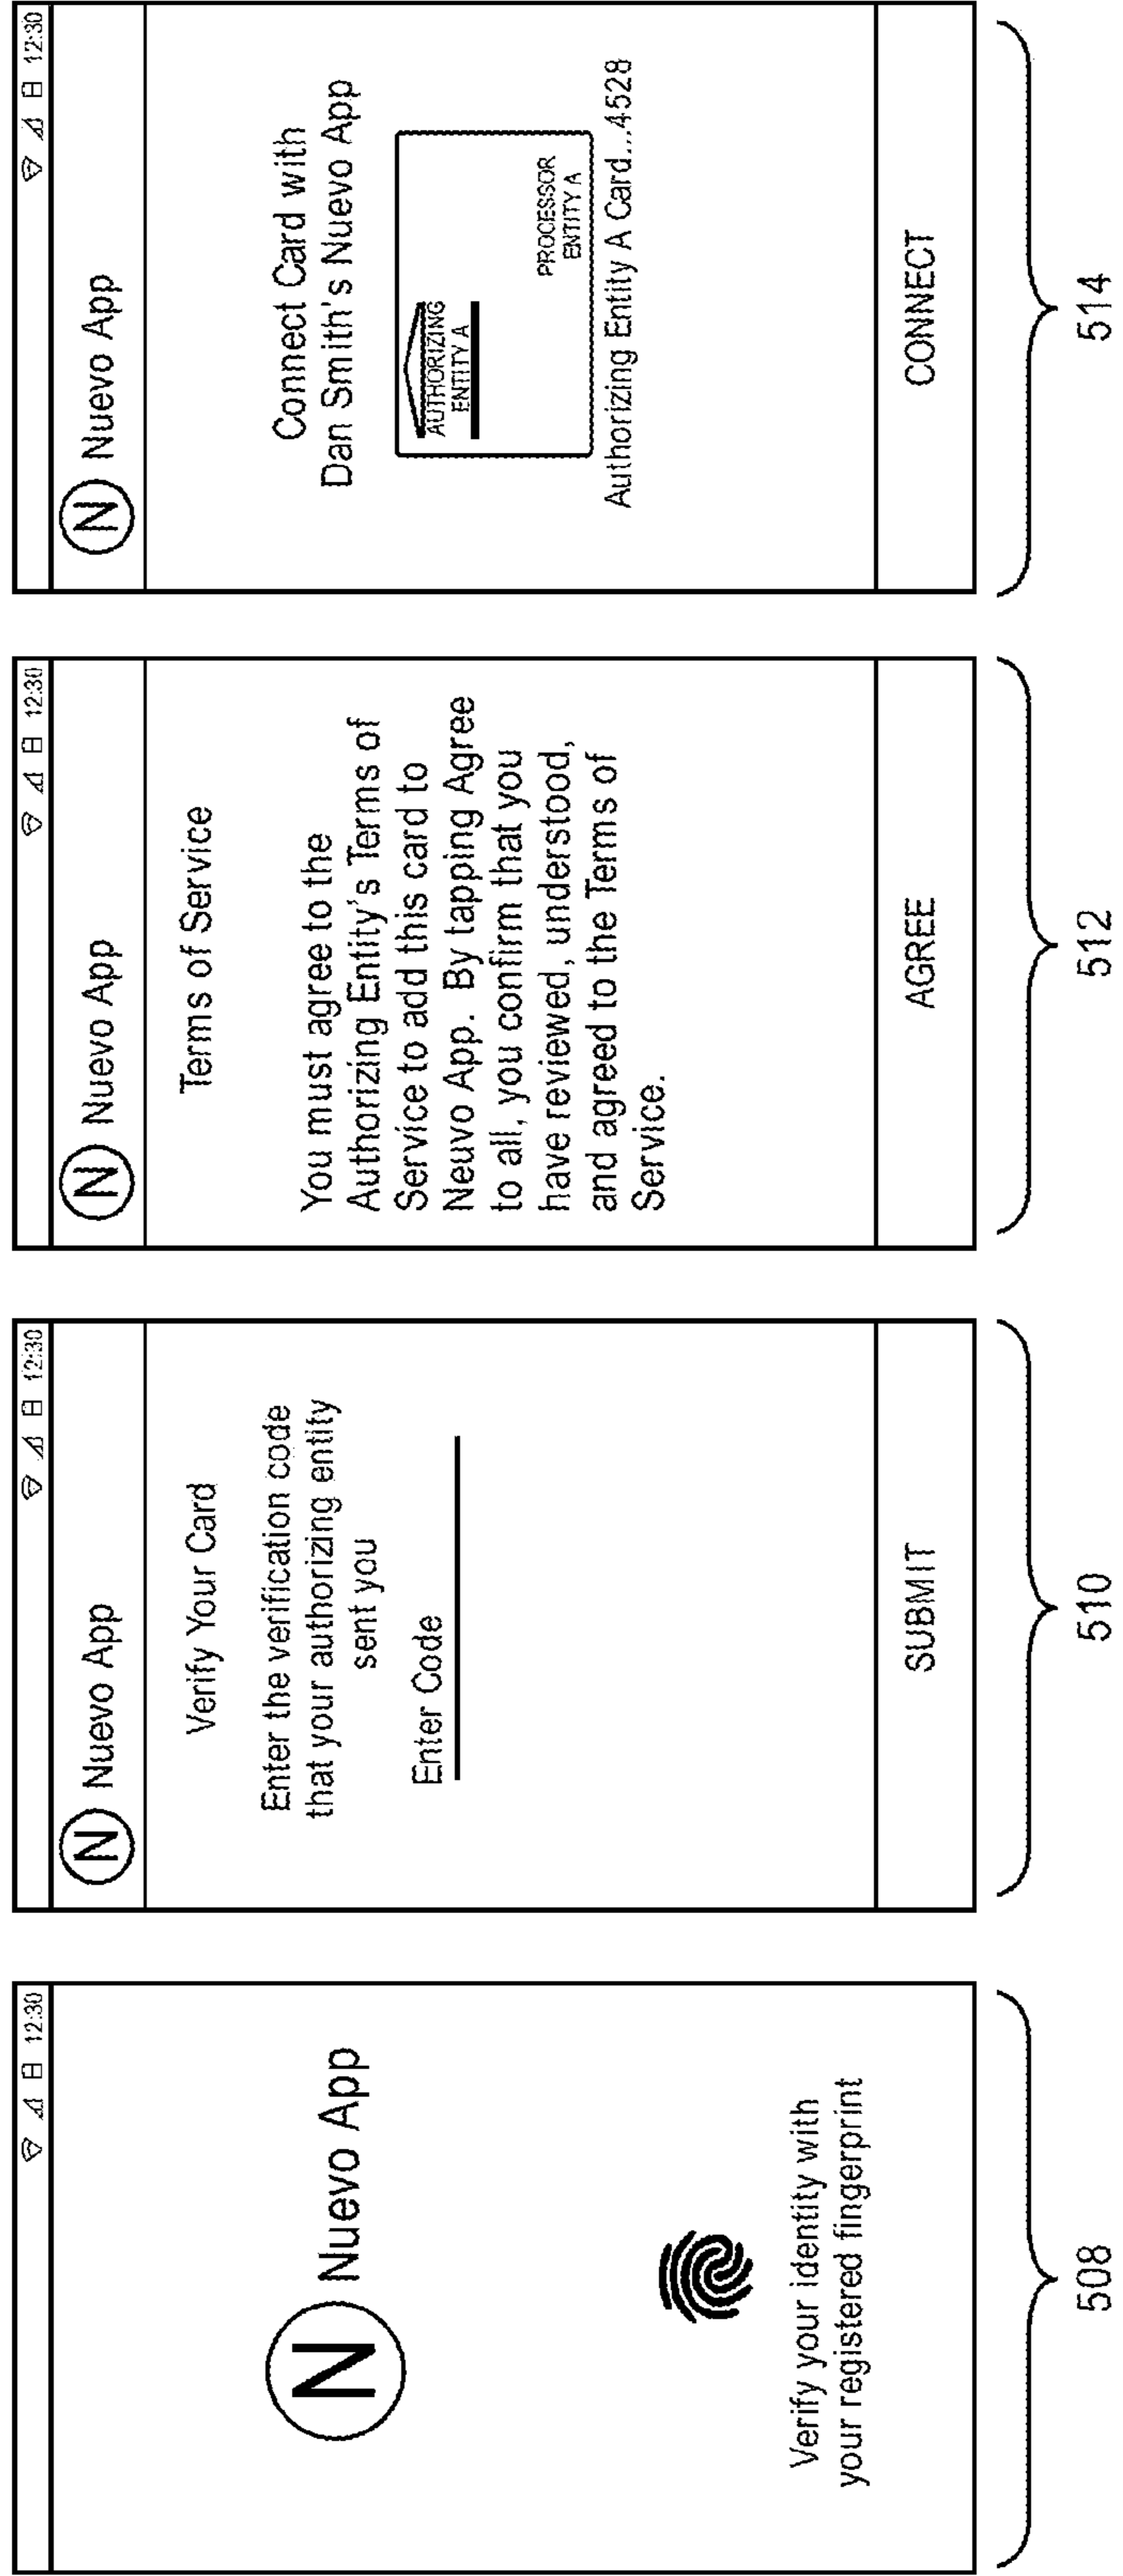 12:30
N Nuevo App
Verify your identity with
your registered fingerprint
508
12:30
N Nuevo App
Verify Your Card
Enter the verification code
that your authorizing entity
sent you
Enter Code
SUBMIT
510
12:30
N Nuevo App
Terms of Service
You must agree to the
Authorizing Entity's Terms of
Service to add this card to
Neuvo App. By tapping Agree
to all, you confirm that you
have reviewed, understood,
and agreed to the Terms of
Service.
AGREE
512
12:30
N Nuevo App
Connect Card with
Dan Smith's Nuevo App
AUTHORIZING
ENTITY A
PROCESSOR
ENTITY A
Authorizing Entity A Card...4528
CONNECT
514